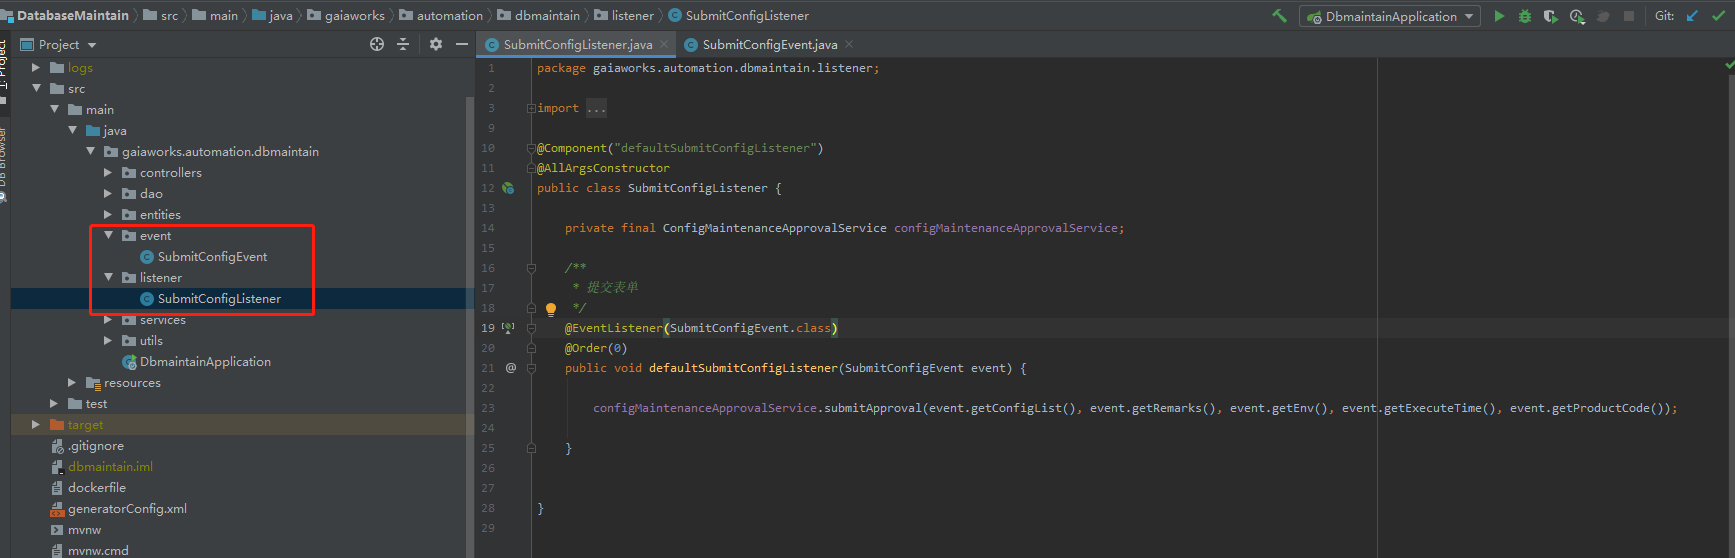 DatabaseMaintain src main java gaiaworks automation dbmaintain listener SubmitConfigListener DbmaintainApplication Git:
Project
SubmitConfigListener.java SubmitConfigEvent.java
1: Project
DB Browser
logs
src
main
java
gaiaworks.automation.dbmaintain
controllers
dao
entities
event
SubmitConfigEvent
listener
SubmitConfigListener
services
utils
DbmaintainApplication
resources
test
target
.gitignore
dbmaintain.iml
dockerfile
generatorConfig.xml
mvnw
mvnw.cmd
1 package gaiaworks.automation.dbmaintain.listener;
2
3 import ...
9
10 @Component("defaultSubmitConfigListener")
11 @AllArgsConstructor
12 public class SubmitConfigListener {
13
14 private final ConfigMaintenanceApprovalService configMaintenanceApprovalService;
15
16 /**
17 * 提交表单
18 */
19 @EventListener(SubmitConfigEvent.class)
20 @Order(0)
21 @ public void defaultSubmitConfigListener(SubmitConfigEvent event) {
22
23 configMaintenanceApprovalService.submitApproval(event.getConfigList(), event.getRemarks(), event.getEnv(), event.getExecuteTime(), event.getProductCode());
24
25 }
26
27
28 }
29